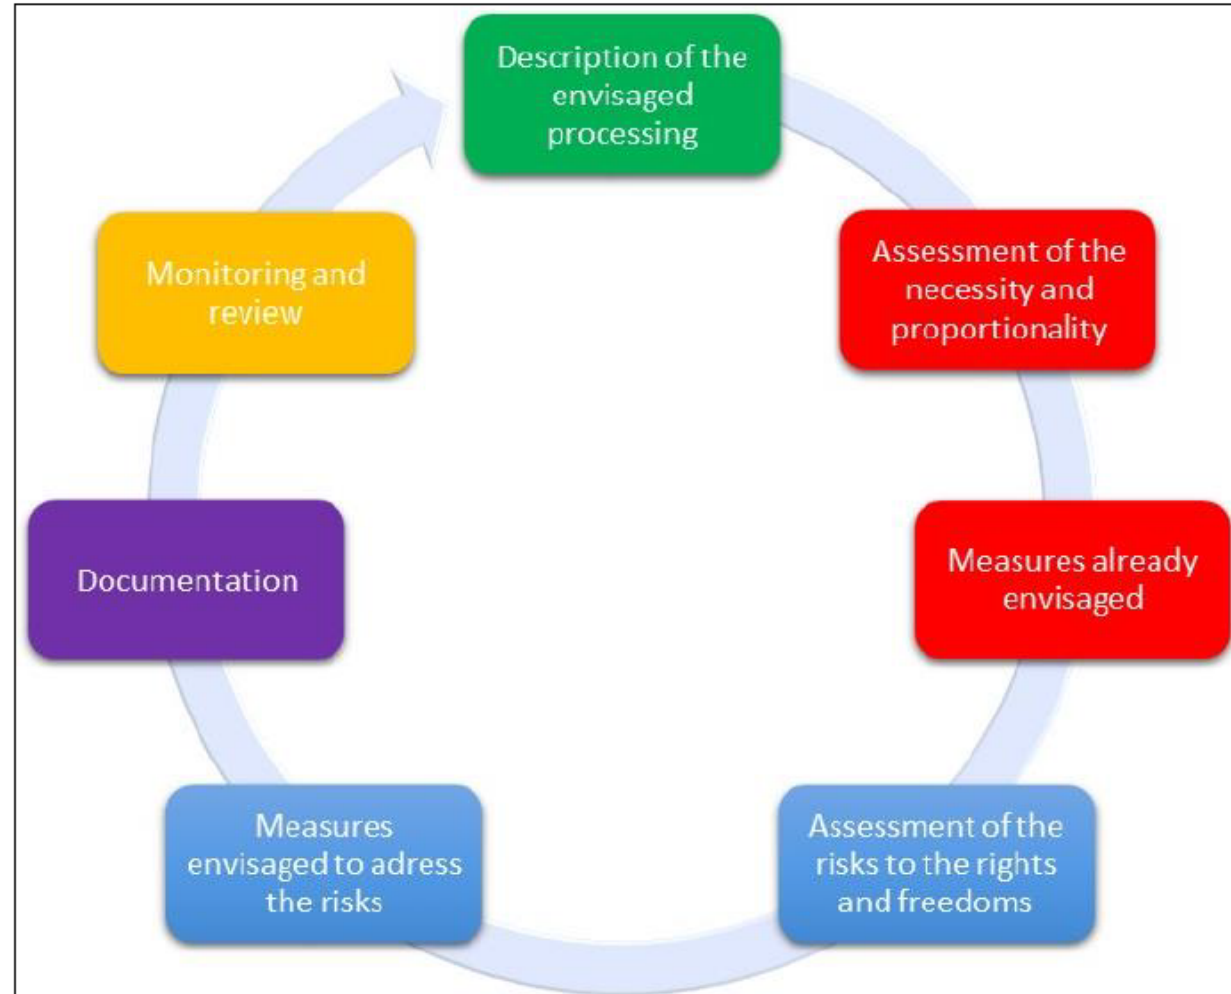 Description of the
envisaged
processing
Assessment of the
necessity and
proportionality
Measures already
envisaged
Assessment of the
risks to the rights
and freedoms
Measures
envisaged to adress
the risks
Documentation
Monitoring and
review